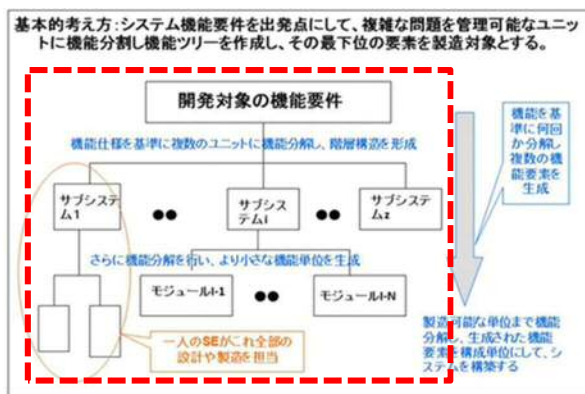 基本的考え方:システム機能要件を出発点にして、複雑な問題を管理可能なユニッ
トに機能分割し機能ツリーを作成し、その最下位の要素を製造対象とする。
開発対象の機能要件
機能仕様を基準に複数のユニットに機能分解し、階層構造を形成
機能を基
準に何回
か分解し
複数の機
能要素を
生成
サブシステ
ム1
サブシス
テムi
サブシス
テムz
さらに機能分解を行い、より小さな機能単位を生成
モジュールI-1
モジュールI-N
一人のSEがこれ全部の
設計や製造を担当
製造可能な単位まで機能
分解し、生成された機能
要素を構成単位にして、シ
ステムを構築する